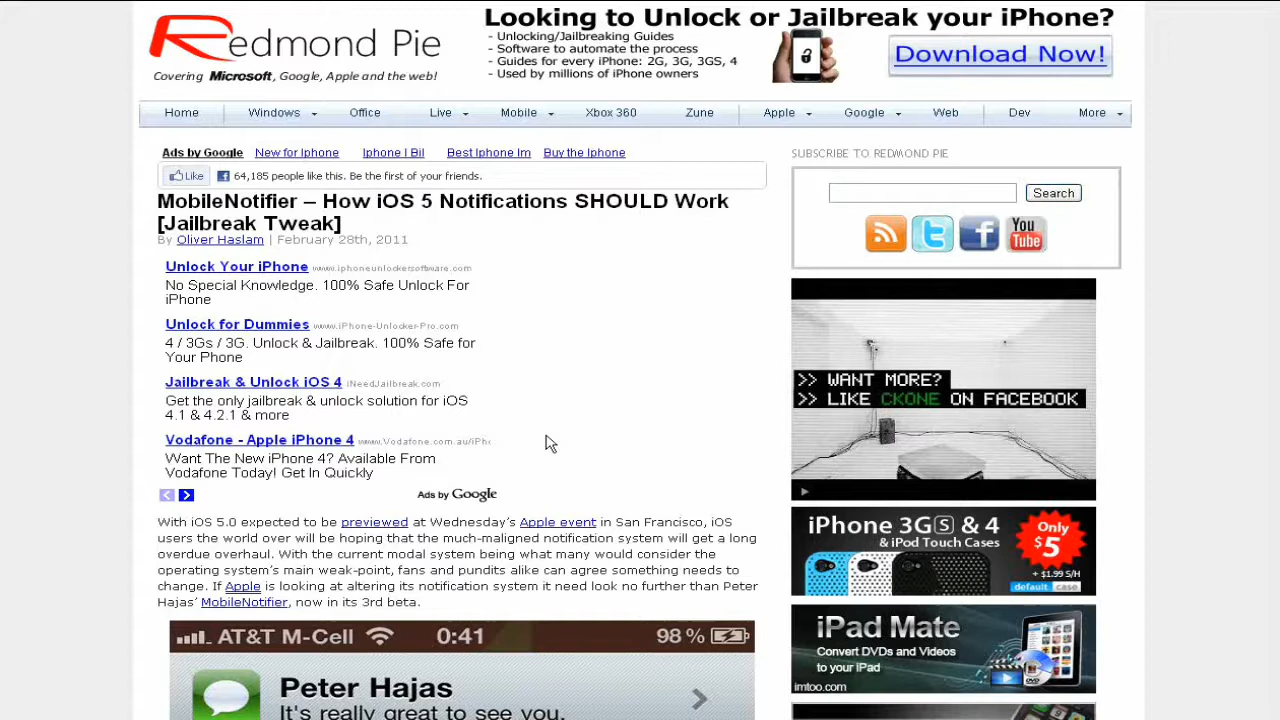 Redmond Pie
Covering Microsoft, Google, Apple and the web!
Looking to Unlock or Jailbreak your iPhone?
- Unlocking/Jailbreaking Guides
- Software to automate the process
- Guides for every iPhone: 2G, 3G, 3GS, 4
- Used by millions of iPhone owners
Download Now!
Home Windows Office Live Mobile Xbox 360 Zune Apple Google Web Dev More
Ads by Google New for Iphone Iphone I Bil Best Iphone Im Buy the Iphone
Like 64,185 people like this. Be the first of your friends.
MobileNotifier – How iOS 5 Notifications SHOULD Work
[Jailbreak Tweak]
By Oliver Haslam | February 28th, 2011
Unlock Your iPhone www.iphoneunlockersoftware.com
No Special Knowledge. 100% Safe Unlock For
iPhone
Unlock for Dummies www.iPhone-Unlocker-Pro.com
4 / 3Gs / 3G. Unlock & Jailbreak. 100% Safe for
Your Phone
Jailbreak & Unlock iOS 4 iNeedJailbreak.com
Get the only jailbreak & unlock solution for iOS
4.1 & 4.2.1 & more
Vodafone - Apple iPhone 4 www.Vodafone.com.au/iPh
Want The New iPhone 4? Available From
Vodafone Today! Get In Quickly
Ads by Google
With iOS 5.0 expected to be previewed at Wednesday's Apple event in San Francisco, iOS
users the world over will be hoping that the much-maligned notification system will get a long
overdue overhaul. With the current modal system being what many would consider the
operating system's main weak-point, fans and pundits alike can agree something needs to
change. If Apple is looking at altering its notification system it need look no further than Peter
Hajas' MobileNotifier, now in its 3rd beta.
AT&T M-Cell 0:41 98 %
Peter Hajas
It's really great to see you.
SUBSCRIBE TO REDMOND PIE
Search
You
Tube
>> WANT MORE?
>> LIKE CKONE ON FACEBOOK
iPhone 3GS & 4
& iPod Touch Cases
Only
$5
+ $1.99 S/H
default case
iPad Mate
Convert DVDs and Videos
to your iPad
imtoo.com